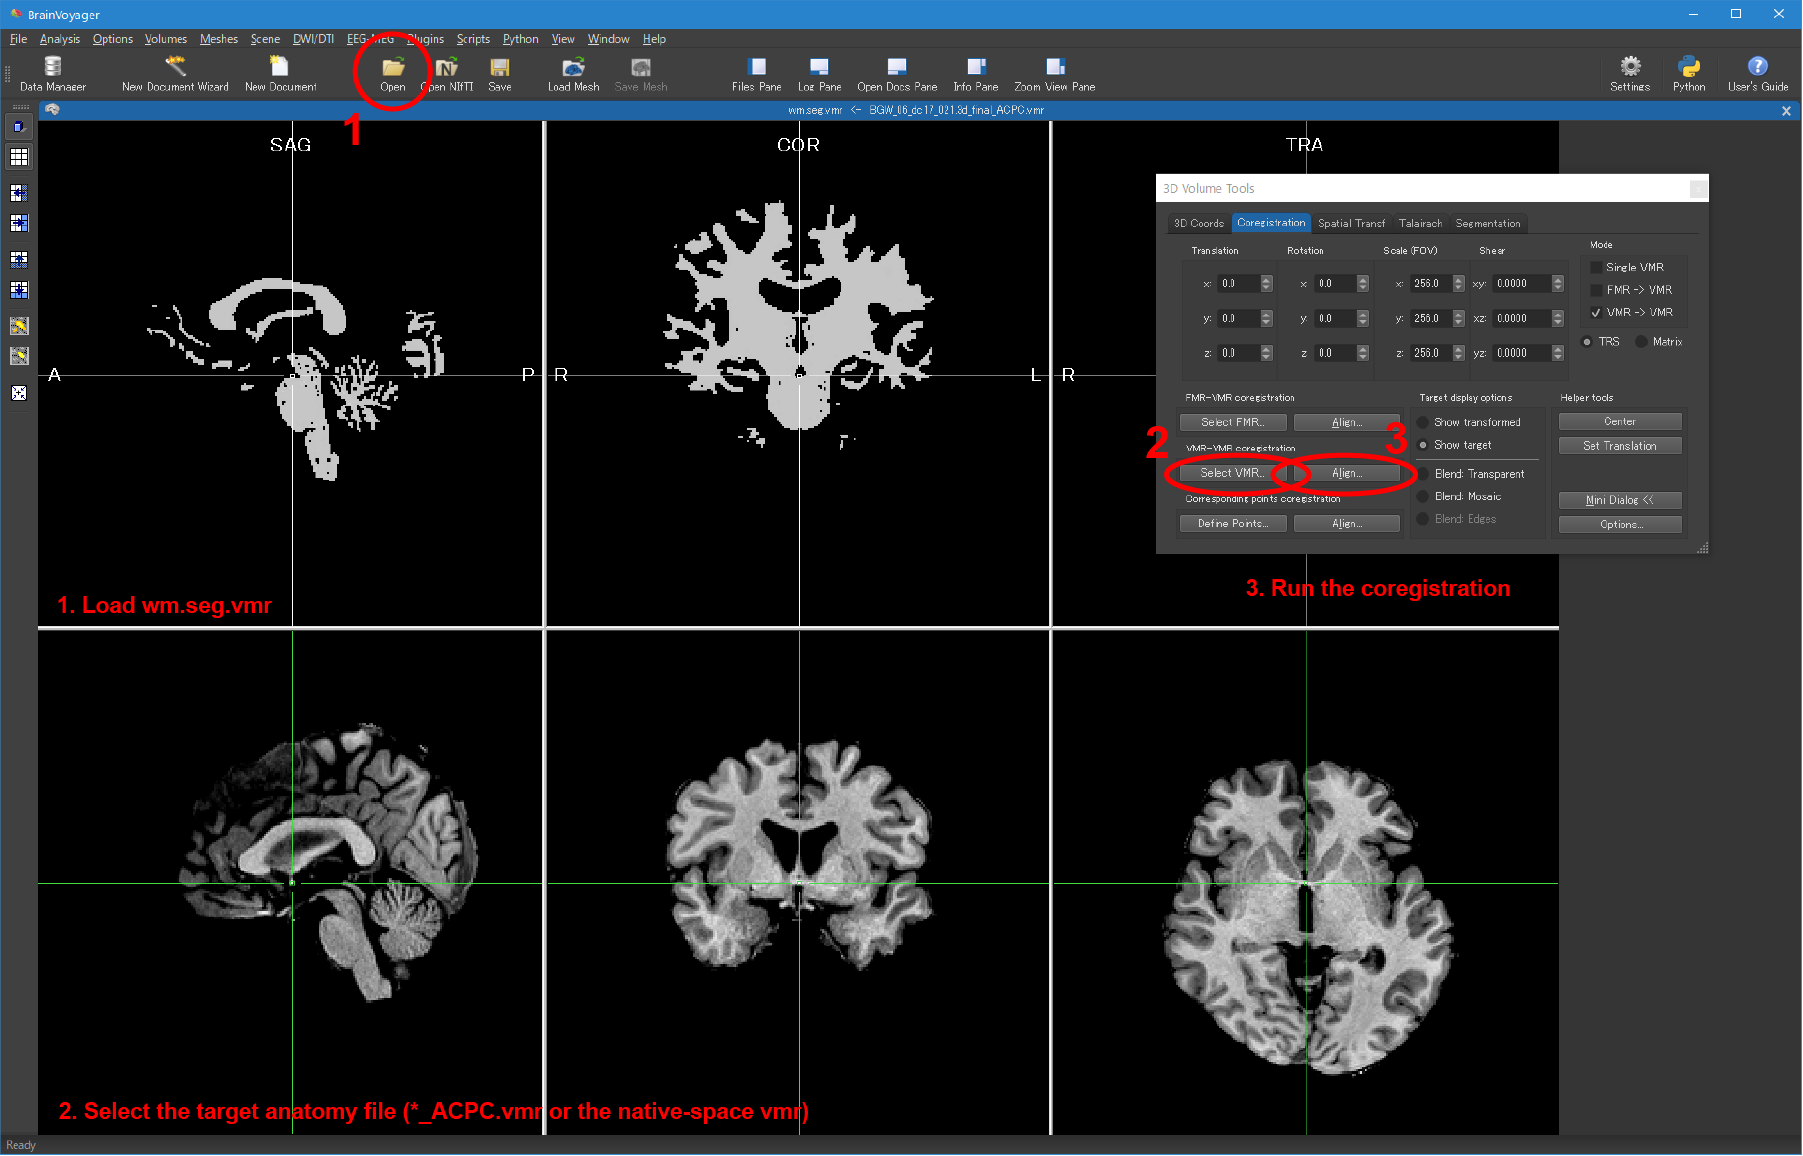 BrainVoyager
File Analysis Options Volumes Meshes Scene DWI/DTI EEG-MEG Plugins Scripts Python View Window Help
Data Manager New Document Wizard New Document Open Open NIfTI Save Load Mesh Save Mesh Files Pane Log Pane Open Docs Pane Info Pane Zoom View Pane Settings Python User's Guide
1
wm.seg.vmr <- BGW_06_dc17_021.3d_final_ACPC.vmr
SAG COR TRA
3D Volume Tools
3D Coords Coregistration Spatial Transf Talairach Segmentation
Translation Rotation Scale (FOV) Shear Mode
Single VMR
x: 0.0 x 0.0 x: 256.0 xy: 0.0000
FMR -> VMR
VMR -> VMR
y: 0.0 y 0.0 y: 256.0 xz: 0.0000
TRS Matrix
z: 0.0 z 0.0 z: 256.0 yz: 0.0000
A P R L R
FMR-VMR coregistration Target display options Helper tools
Select FMR... Align... Show transformed Center
2 3
VMR-VMR coregistration Show target Set Translation
Select VMR... Align... Blend: Transparent
Corresponding points coregistration Blend: Mosaic Mini Dialog <<
Define Points... Align... Blend: Edges Options...
1. Load wm.seg.vmr
3. Run the coregistration
2. Select the target anatomy file (*_ACPC.vmr or the native-space vmr)
Ready